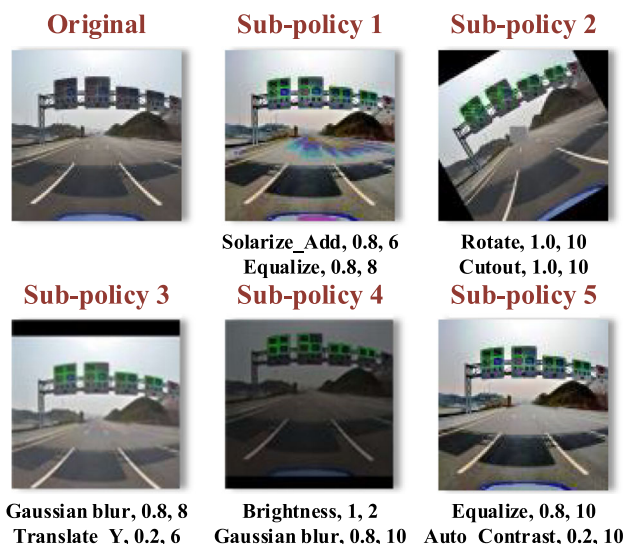 Original
Sub-policy 1
Sub-policy 2
Solarize_Add, 0.8, 6
Equalize, 0.8, 8
Rotate, 1.0, 10
Cutout, 1.0, 10
Sub-policy 3
Sub-policy 4
Sub-policy 5
Gaussian blur, 0.8, 8
Translate_Y, 0.2, 6
Brightness, 1, 2
Gaussian blur, 0.8, 10
Equalize, 0.8, 10
Auto_Contrast, 0.2, 10